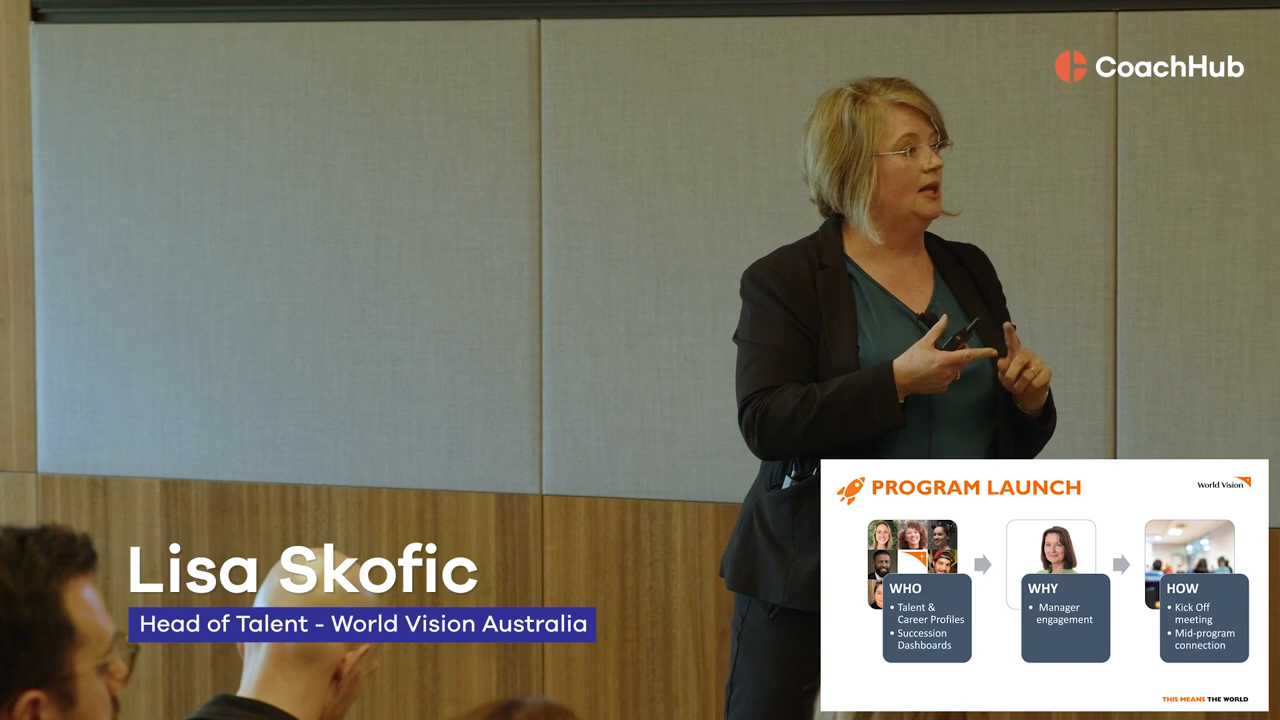 CoachHub
Lisa Skofic
Head of Talent - World Vision Australia
PROGRAM LAUNCH
World Vision
WHO
• Talent &
Career Profiles
• Succession
Dashboards
WHY
• Manager
engagement
HOW
• Kick Off
meeting
• Mid-program
connection
THIS MEANS THE WORLD